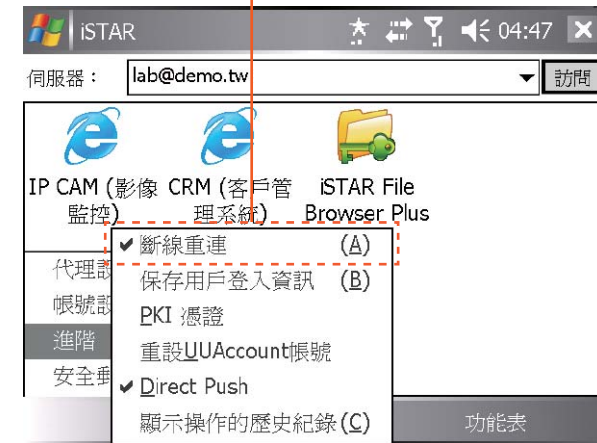 iSTAR 04:47
伺服器： lab@demo.tw 訪問
IP CAM (影像監控)
CRM (客戶管理系統)
iSTAR File Browser Plus
代理設
帳號設
進階
安全郵
✔斷線重連 (A)
保存用戶登入資訊 (B)
PKI 憑證
重設UUAccount帳號
✔Direct Push
顯示操作的歷史紀錄(C)
功能表